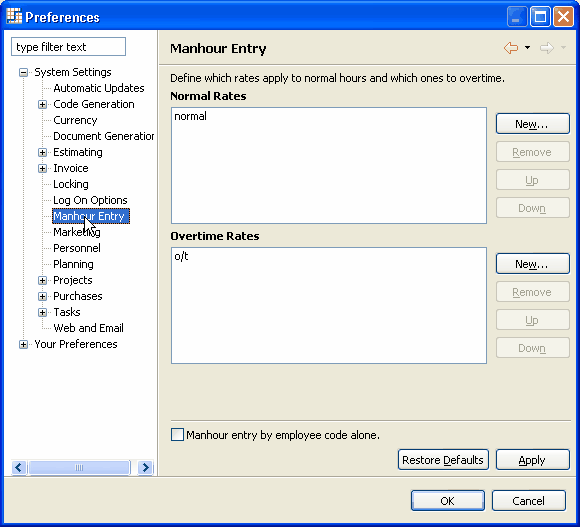 Preferences
type filter text
System Settings
Automatic Updates
Code Generation
Currency
Document Generation
Estimating
Invoice
Locking
Log On Options
Manhour Entry
Marketing
Personnel
Planning
Projects
Purchases
Tasks
Web and Email
Your Preferences
Manhour Entry
Define which rates apply to normal hours and which ones to overtime.
Normal Rates
normal
New...
Remove
Up
Down
Overtime Rates
o/t
New...
Remove
Up
Down
Manhour entry by employee code alone.
Restore Defaults
Apply
OK
Cancel